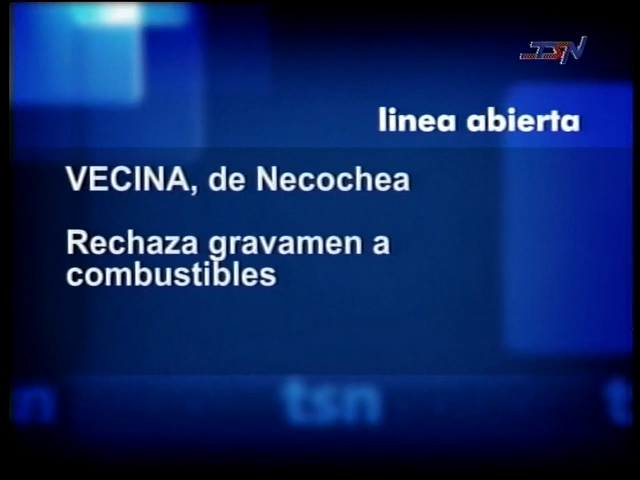 TSN
linea abierta
VECINA, de Necochea
Rechaza gravamen a
combustibles
tsn